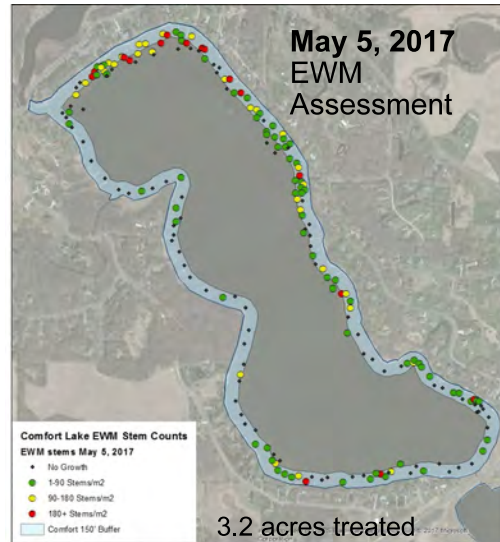 May 5, 2017
EWM
Assessment
Comfort Lake EWM Stem Counts
EWM stems May 5, 2017
No Growth
1-90 Stems/m2
90-180 Stems/m2
180+ Stems/m2
Comfort 150' Buffer
3.2 acres treated